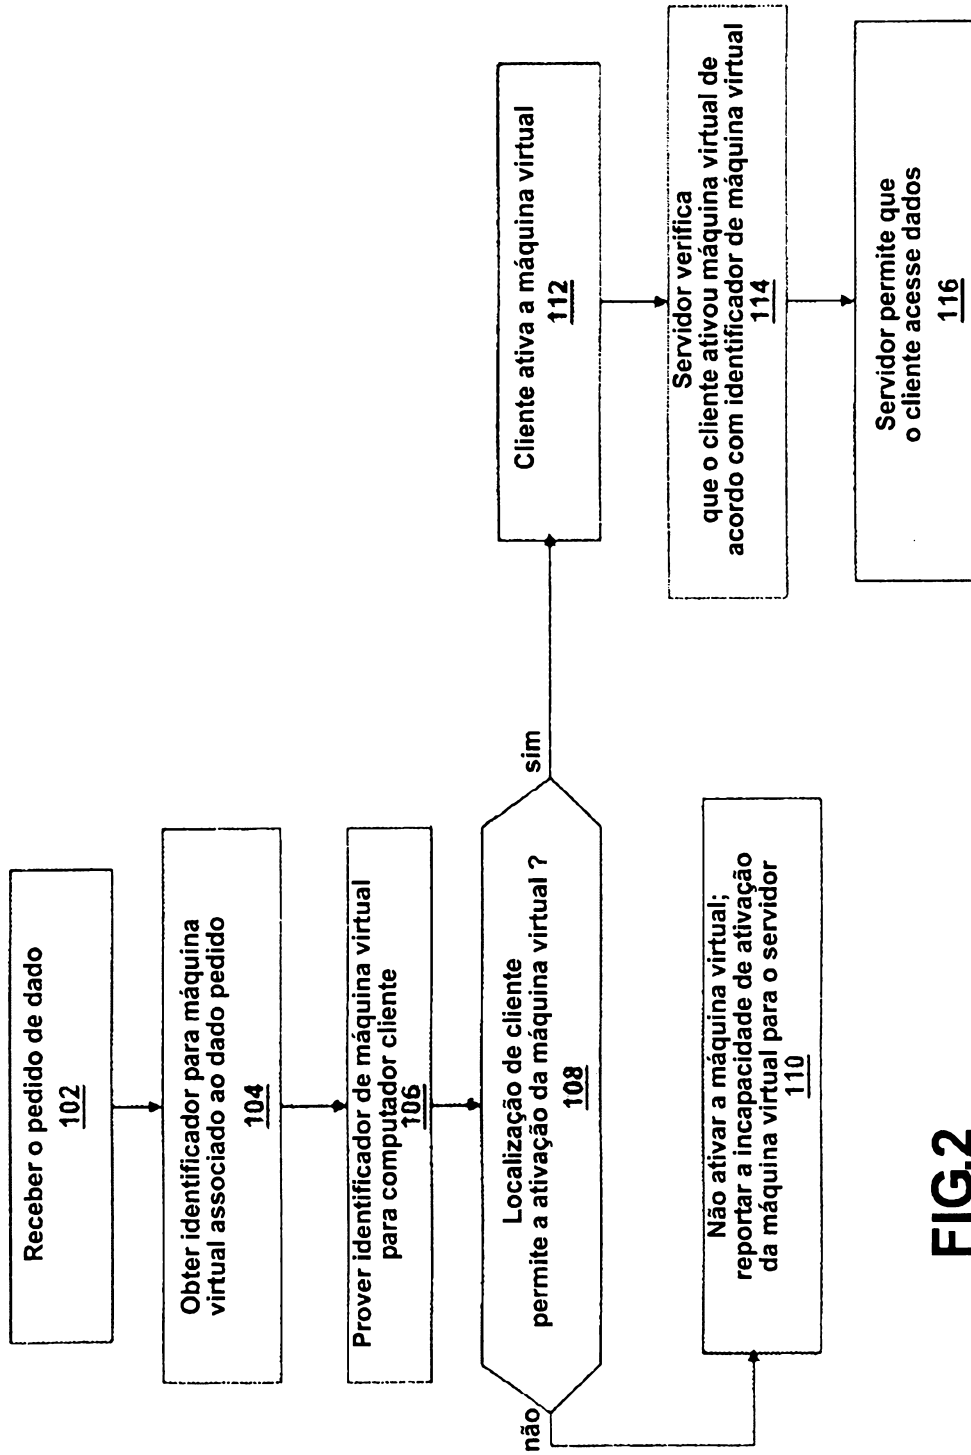 Receber o pedido de dado
102
Obter identificador para máquina
virtual associado ao dado pedido
104
Prover identificador de máquina virtual
para computador cliente
106
Localização de cliente
permite a ativação da máquina virtual ?
108
não
sim
Não ativar a máquina virtual;
reportar a incapacidade de ativação
da máquina virtual para o servidor
110
Cliente ativa a máquina virtual
112
Servidor verifica
que o cliente ativou máquina virtual de
acordo com identificador de máquina virtual
114
Servidor permite que
o cliente acesse dados
116
FIG.2